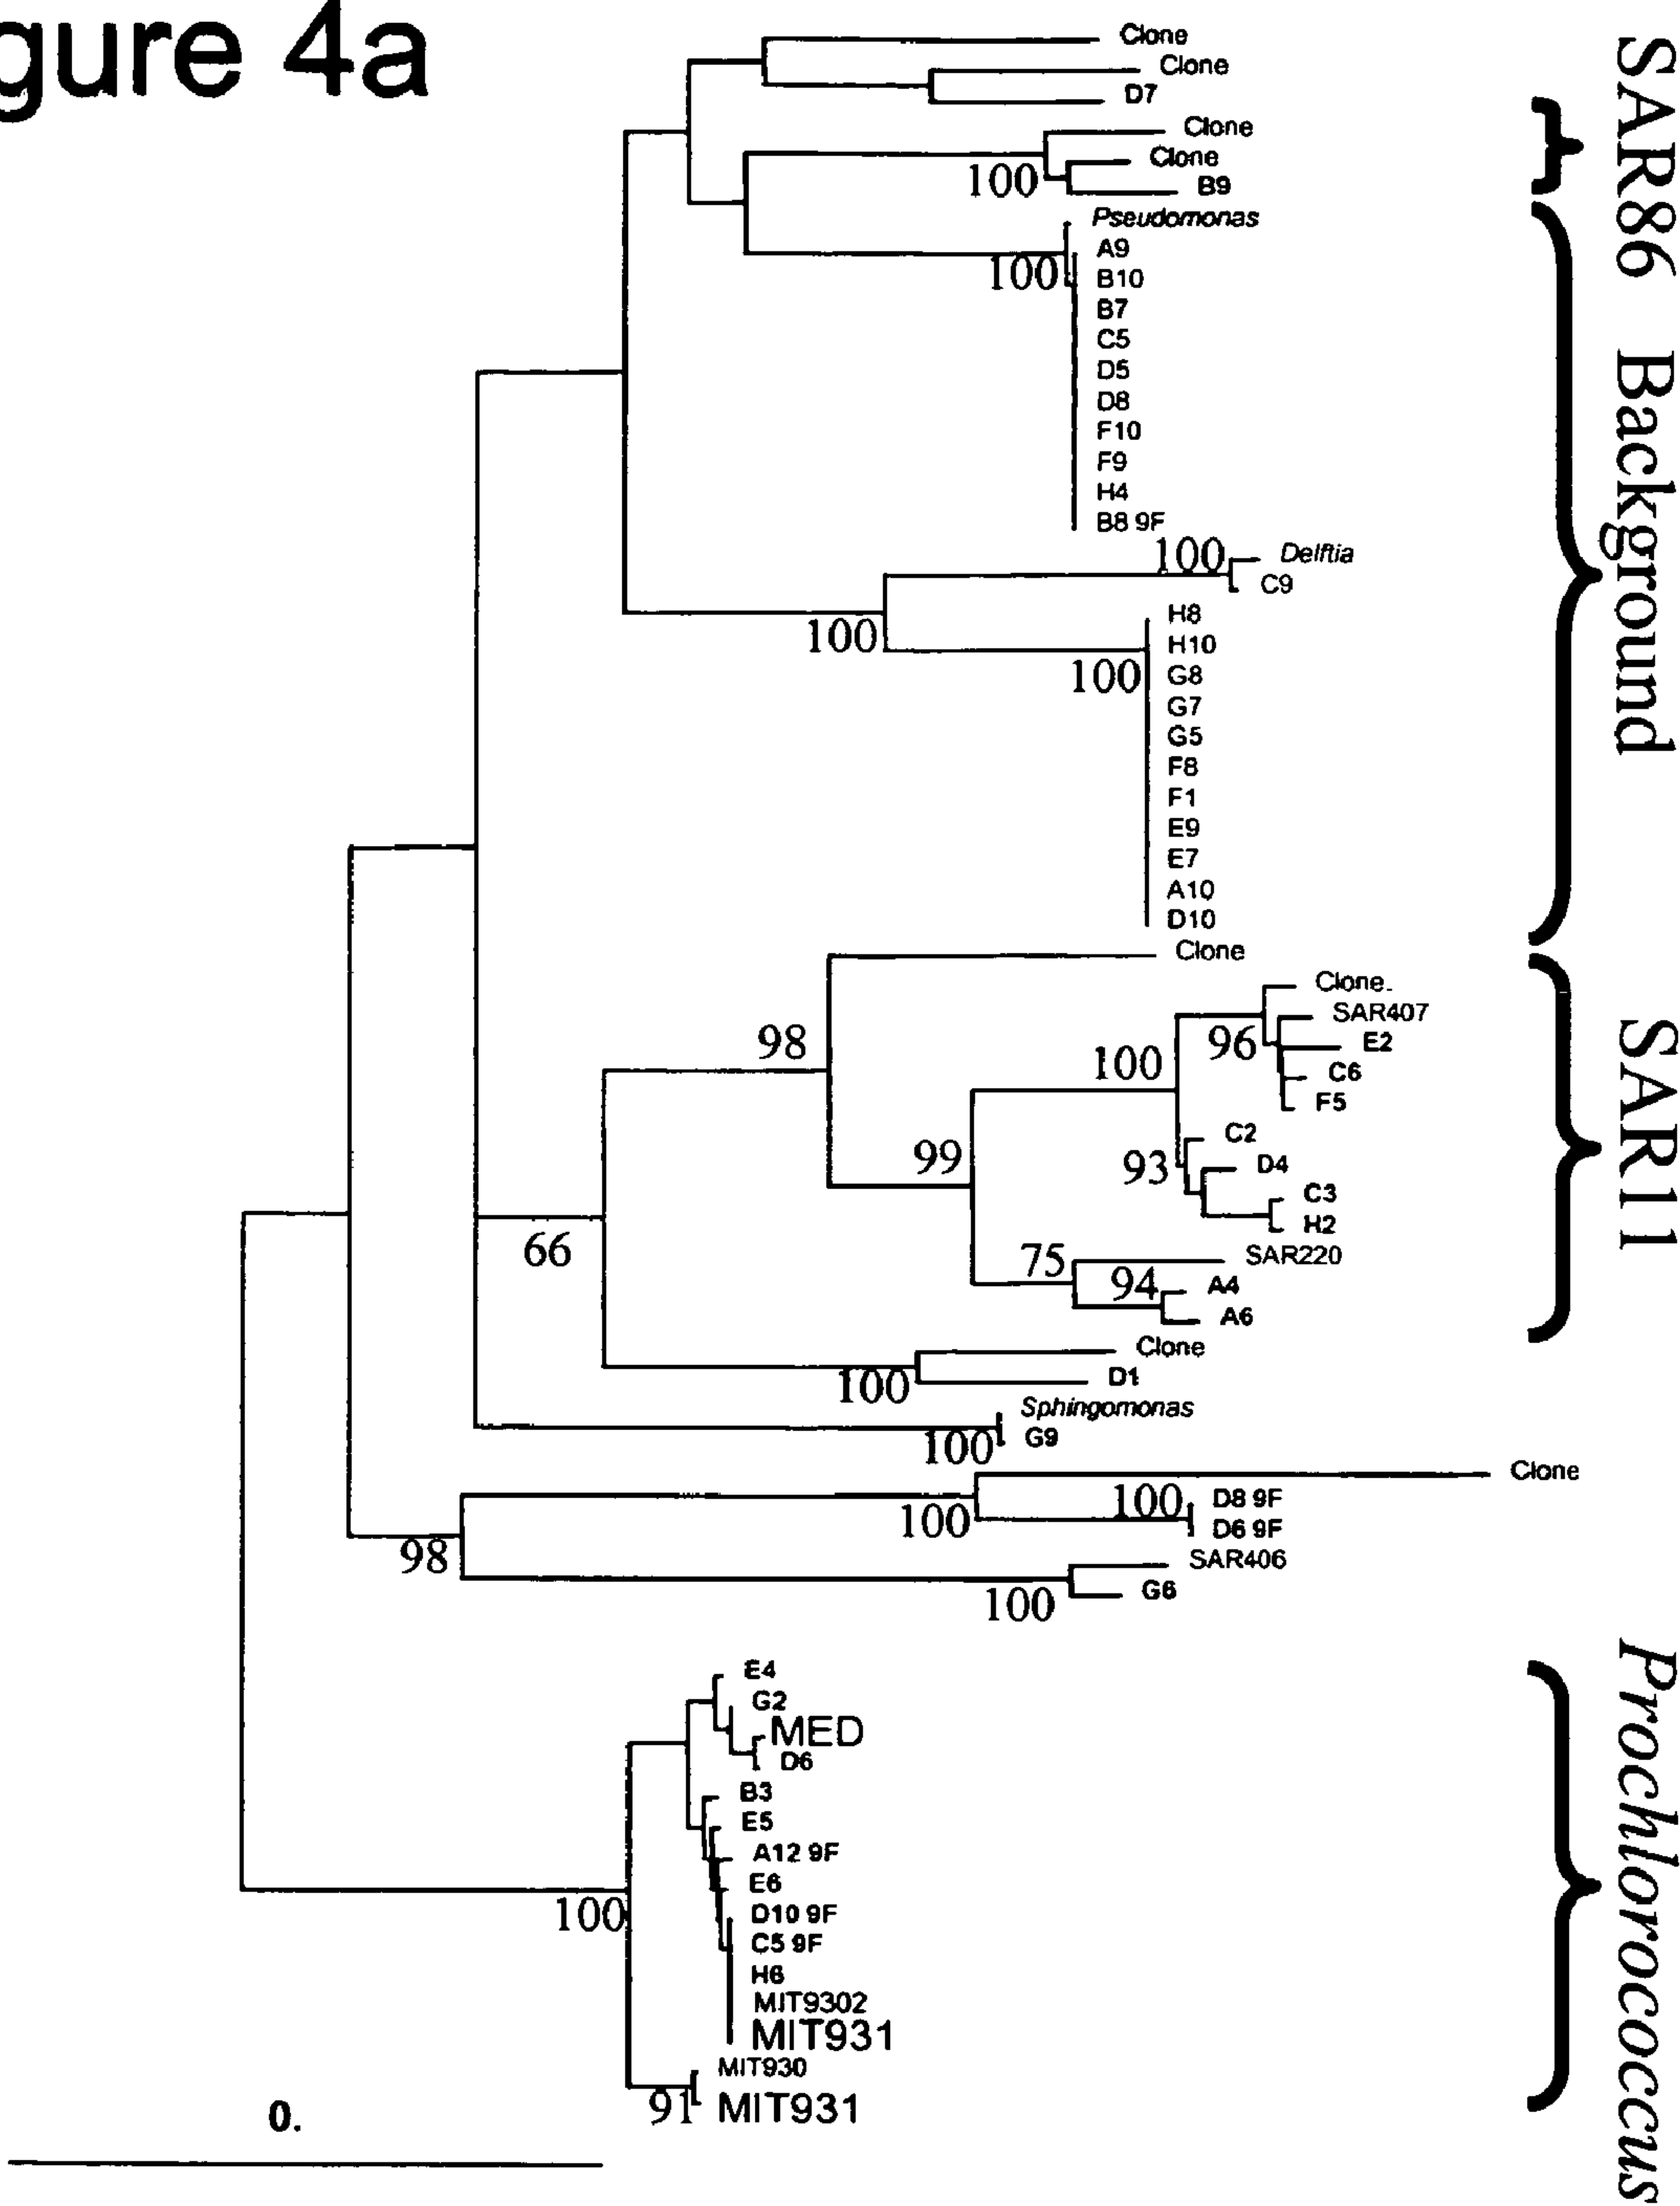 gure 4a
Clone
Clone
D7
Clone
Clone
100
B9
Pseudomonas
A9
100
B10
B7
C5
D5
D8
F10
F9
H4
B8 9F
100
Delftia
C9
H8
100
H10
100
G8
G7
G5
F8
F1
E9
E7
A10
D10
Clone
Clone.
SAR407
98
96
E2
100
C6
F5
C2
99
93
D4
C3
H2
66
75
SAR220
94
A4
A6
Clone
100
D1
Sphingomonas
100
G9
Clone
100
100
D8 9F
D6 9F
98
SAR406
100
G6
E4
G2
MED
D6
B3
E5
A12 9F
E6
100
D10 9F
C5 9F
H6
MIT9302
MIT931
MIT930
91
MIT931
0.
SAR86
Background
SAR11
Prochlorococcus